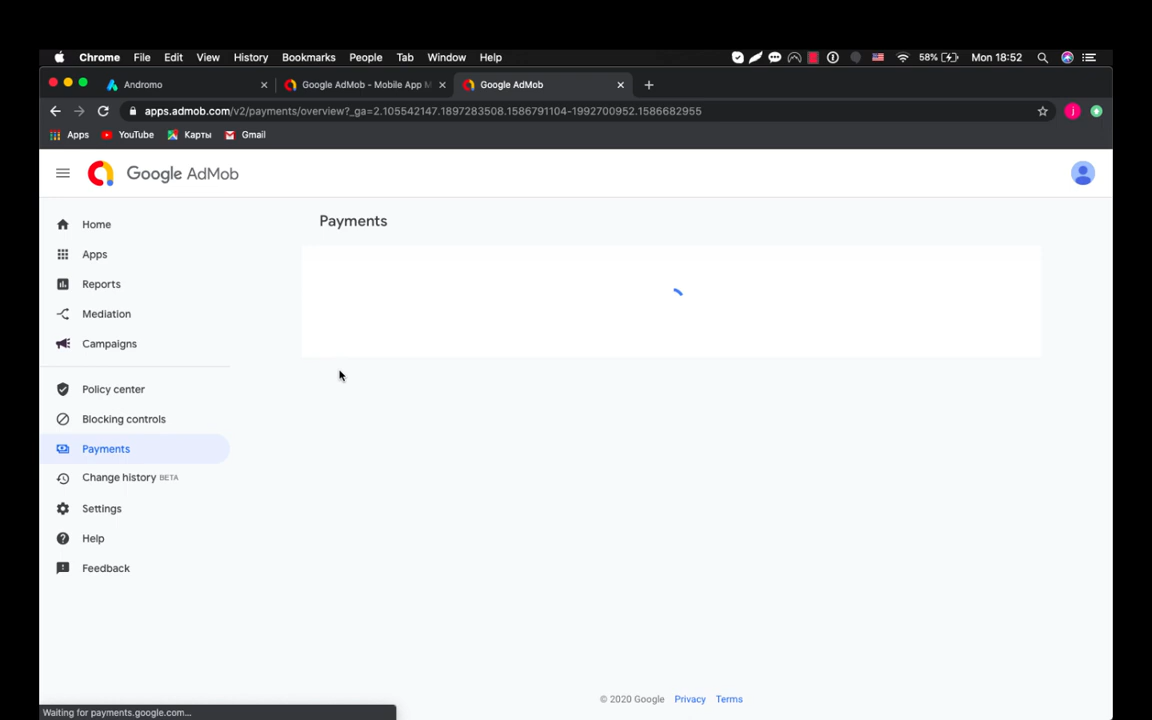 Chrome File Edit View History Bookmarks People Tab Window Help 58% Mon 18:52
Andromo Google AdMob - Mobile App M Google AdMob
apps.admob.com/v2/payments/overview?_ga=2.105542147.1897283508.1586791104-1992700952.1586682955 j
Apps YouTube Карты Gmail
Google AdMob
Payments
Home
Apps
Reports
Mediation
Campaigns
Policy center
Blocking controls
Payments
Change history BETA
Settings
Help
Feedback
© 2020 Google Privacy Terms
Waiting for payments.google.com...